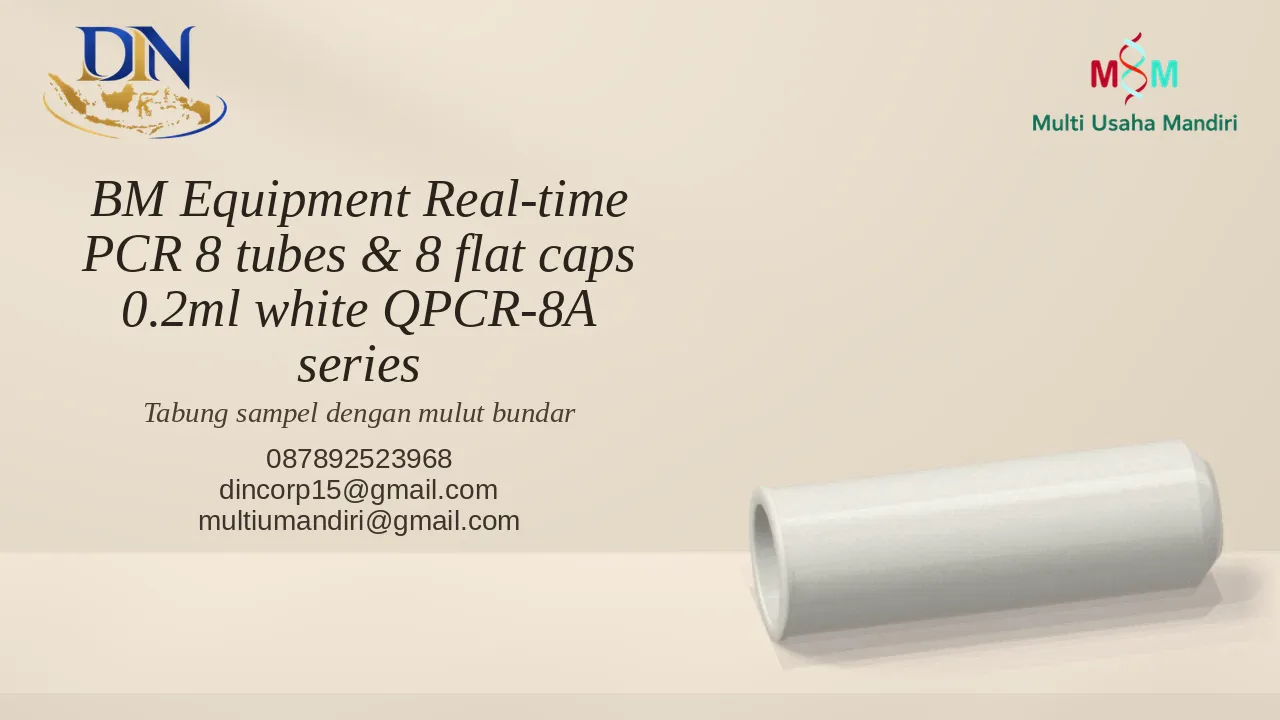 DN
M M
Multi Usaha Mandiri
BM Equipment Real-time
PCR 8 tubes & 8 flat caps
0.2ml white QPCR-8A
series
Tabung sampel dengan mulut bundar
087892523968
dincorp15@gmail.com
multiumandiri@gmail.com